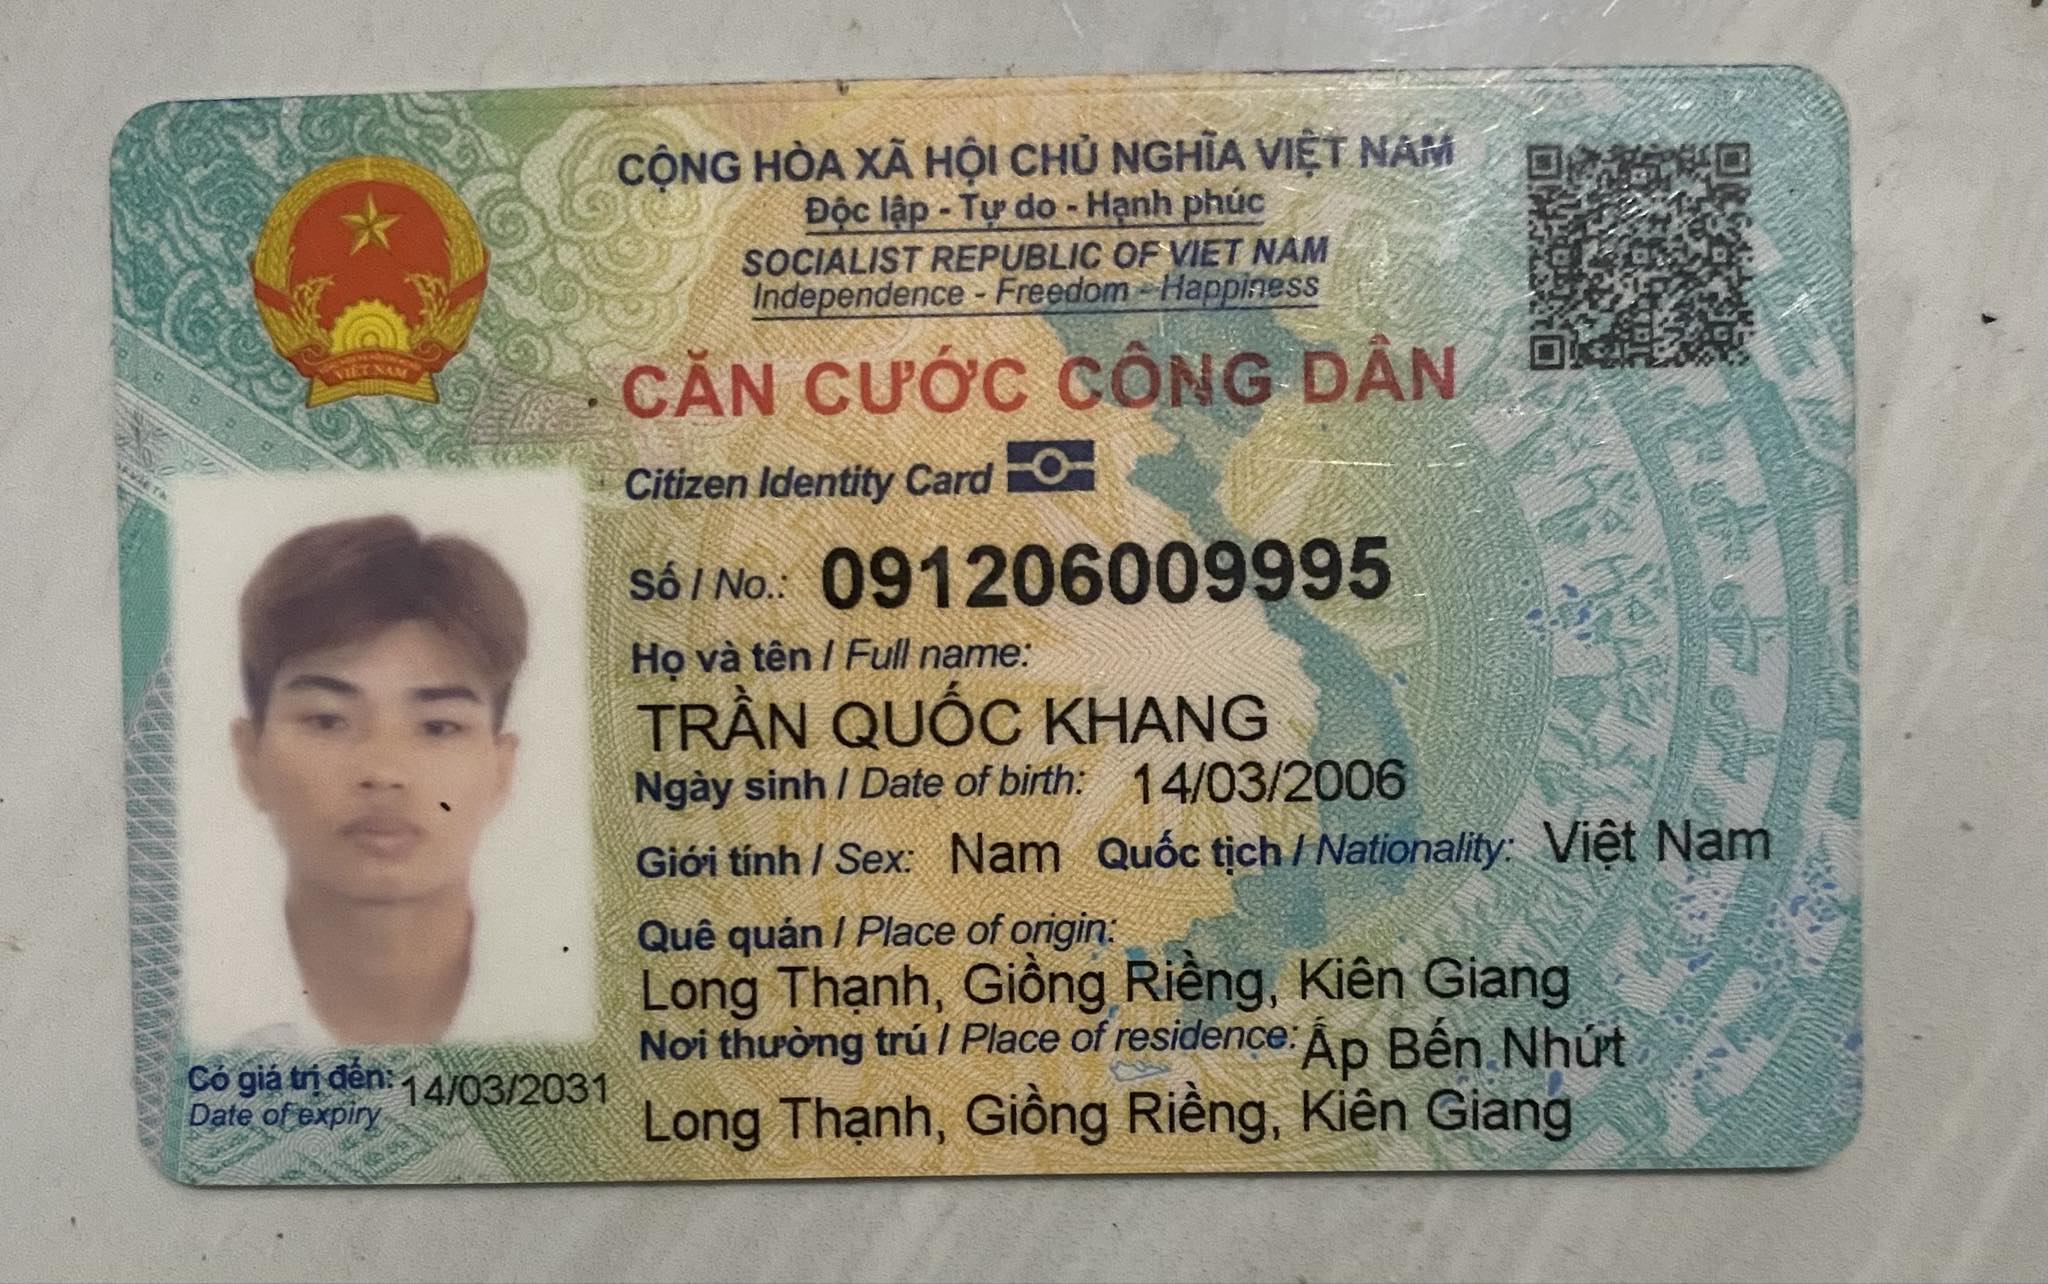 CỘNG HÒA XÃ HỘI CHỦ NGHĨA VIỆT NAM
Độc lập - Tự do - Hạnh phúc
SOCIALIST REPUBLIC OF VIET NAM
Independence - Freedom - Happiness
VIỆT NAM
CĂN CƯỚC CÔNG DÂN
Citizen Identity Card
Số / No.: 091206009995
Họ và tên / Full name:
TRẦN QUỐC KHANG
Ngày sinh / Date of birth: 14/03/2006
Giới tính / Sex: Nam Quốc tịch / Nationality: Việt Nam
Quê quán / Place of origin:
Long Thạnh, Giồng Riềng, Kiên Giang
Nơi thường trú / Place of residence: Ấp Bến Nhứt
Long Thạnh, Giồng Riềng, Kiên Giang
Có giá trị đến: 14/03/2031
Date of expiry